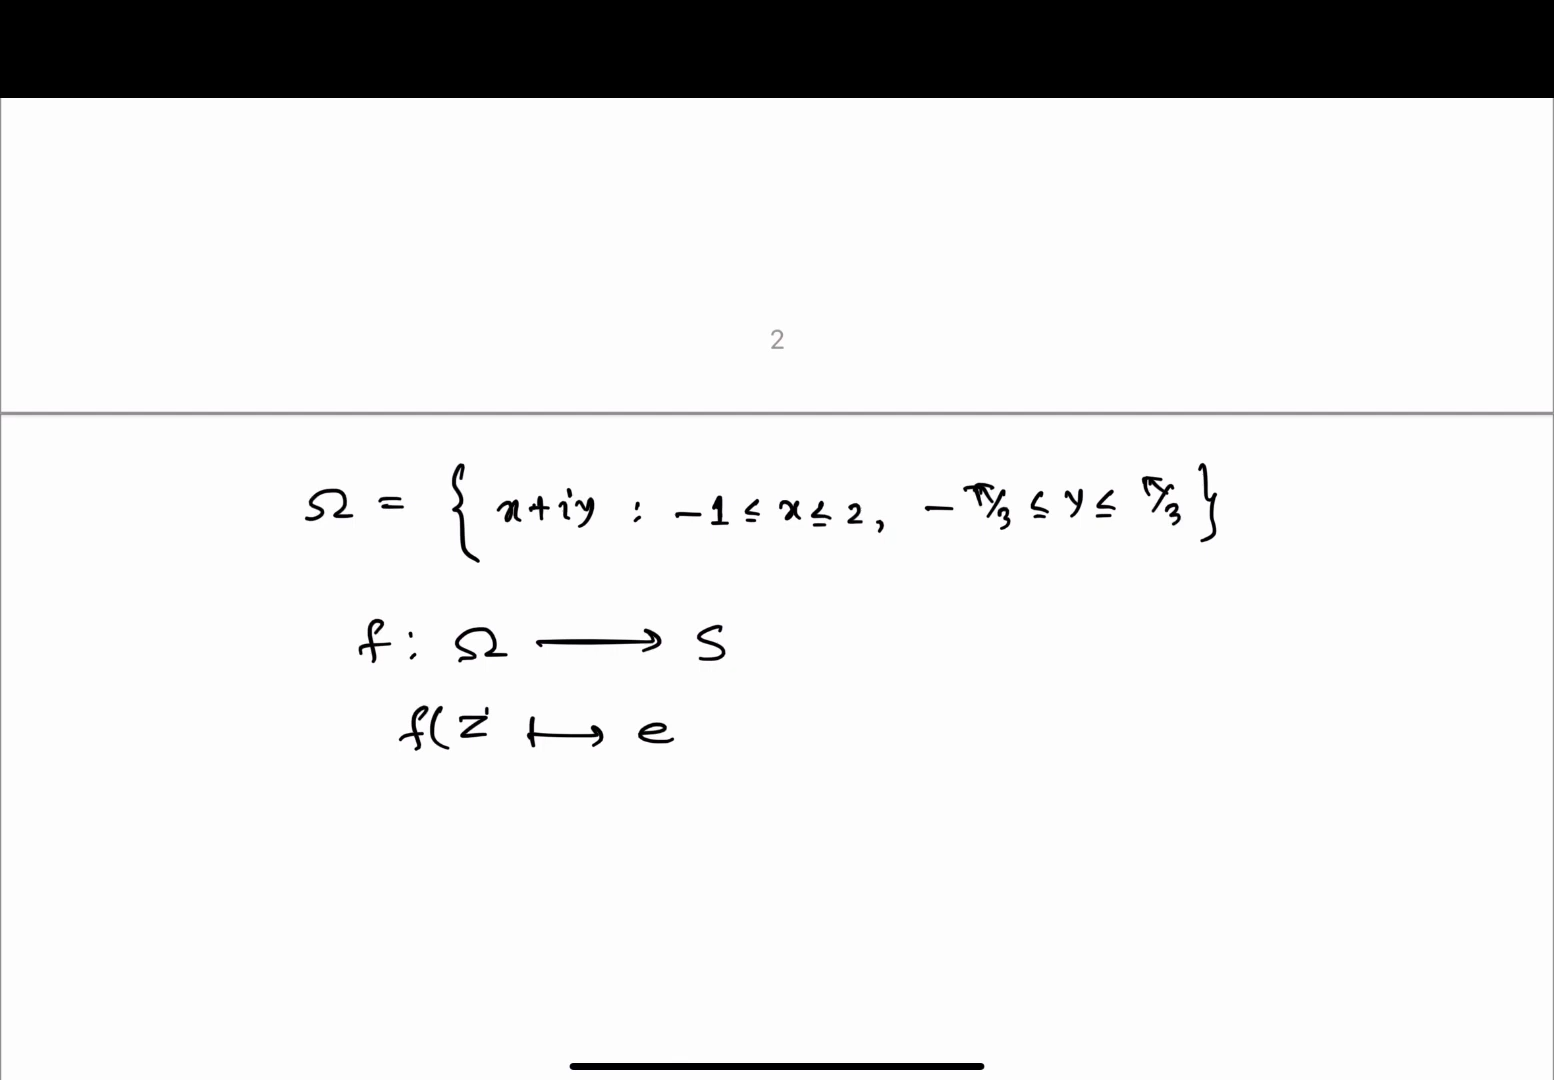 2
Ω = { x+iy : -1 ≤ x ≤ 2, -π/3 ≤ y ≤ π/3 }
f : Ω ⟶ S
f( z ⟼ e